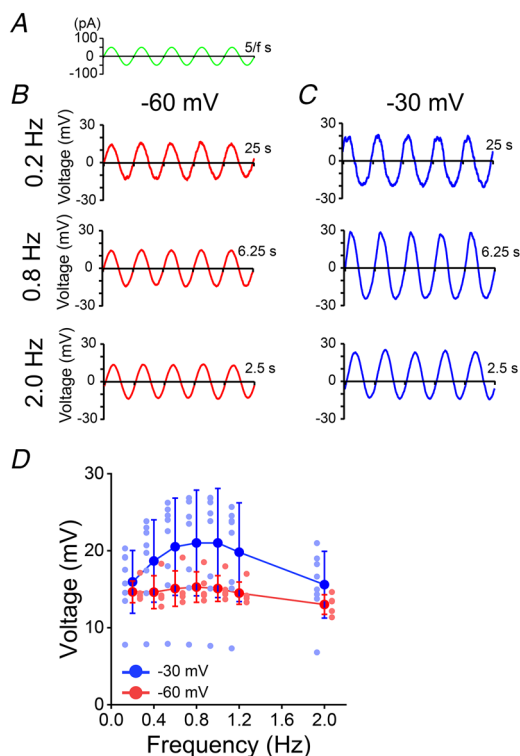 A
(pA)
100
0
-100
5/f s
B
-60 mV
C
-30 mV
0.2 Hz
Voltage (mV)
30
0
-30
25 s
30
0
-30
25 s
0.8 Hz
Voltage (mV)
30
0
-30
6.25 s
30
0
-30
6.25 s
2.0 Hz
Voltage (mV)
30
0
-30
2.5 s
30
0
-30
2.5 s
D
Voltage (mV)
30
20
10
0
-30 mV
-60 mV
0.0 0.4 0.8 1.2 1.6 2.0
Frequency (Hz)